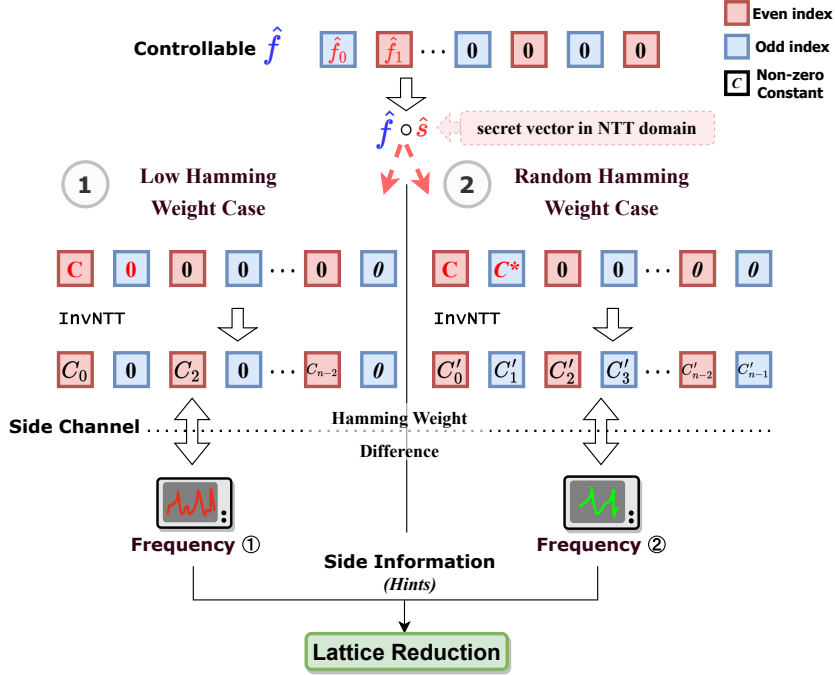 Even index
Controllable f̂ f̂₀ f̂₁ ··· 0 0 0 0
Odd index
C Non-zero
Constant
f̂ ∘ ŝ
secret vector in NTT domain
1 Low Hamming
Weight Case
2 Random Hamming
Weight Case
C 0 0 0 ··· 0 0
C C* 0 0 ··· 0 0
InvNTT
InvNTT
C₀ 0 C₂ 0 ··· Cₙ₋₂ 0
C′₀ C′₁ C′₂ C′₃ ··· C′ₙ₋₂ C′ₙ₋₁
Side Channel
Hamming Weight
Difference
Frequency ①
Frequency ②
Side Information
(Hints)
Lattice Reduction